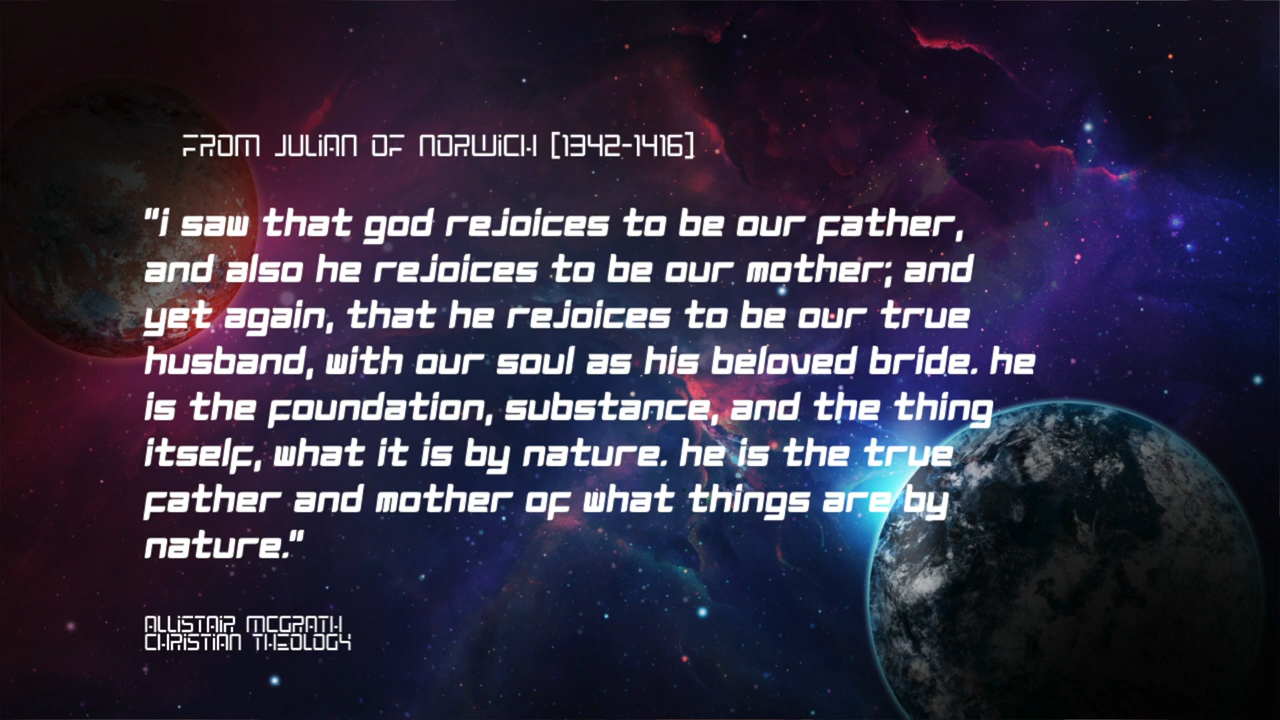 FROM JULIAN OF NORWICH [1342-1416]
"i saw that god rejoices to be our father,
and also he rejoices to be our mother; and
yet again, that he rejoices to be our true
husband, with our soul as his beloved bride. he
is the foundation, substance, and the thing
itself, what it is by nature. he is the true
father and mother of what things are by
nature."
ALLISTAIR MCGRATH
CHRISTIAN THEOLOGY